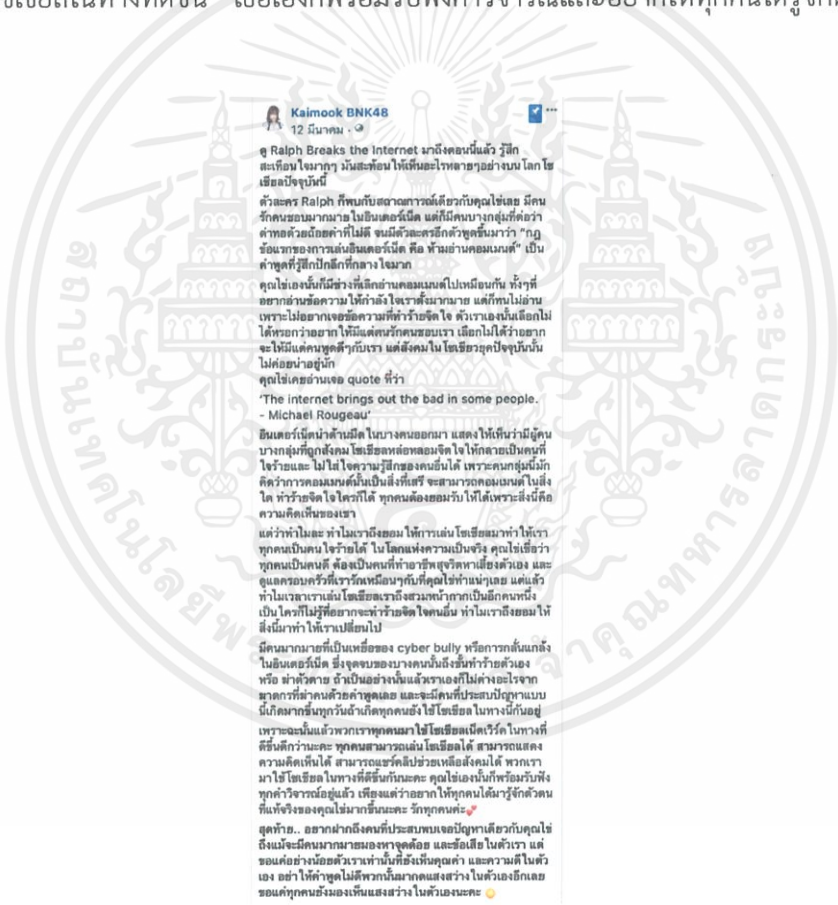 Kaimook BNK48
12 มีนาคม
ดู Ralph Breaks the Internet มาถึงตอนนี้แล้ว รู้สึก
สะเทือนใจมากๆ มันสะท้อนให้เห็นอะไรหลายๆอย่างบนโลกโซ
เชียลปัจจุบันนี้
ตัวละคร Ralph ก็พบกับสถานการณ์เดียวกับคุณไข่เลย มีคน
รักคนชอบมากมายในอินเตอร์เน็ต แต่ก็มีคนบางกลุ่มที่ต่อว่า
ด่าทอด้วยถ้อยคำที่ไม่ดี จนมีตัวละครอีกตัวพูดขึ้นมาว่า "กฎ
ข้อแรกของการเล่นอินเตอร์เน็ต คือ ห้ามอ่านคอมเมนต์" เป็น
คำพูดที่รู้สึกปักลึกที่กลางใจมาก
คุณไข่เองนั้นก็มีช่วงที่เลิกอ่านคอมเมนต์ไปเหมือนกัน ทั้งๆที่
อยากอ่านข้อความให้กำลังใจเราตั้งมากมาย แต่ก็ทนไม่อ่าน
เพราะไม่อยากเจอข้อความที่ทำร้ายจิตใจ ตัวเราเองนั้นเลือกไม่
ได้หรอกว่าอยากให้มีแต่คนรักคนชอบเรา เลือกไม่ได้ว่าอยาก
จะให้มีแต่คนพูดดีๆกับเรา แต่สังคมในโซเชียวยุคปัจจุบันนั้น
ไม่ค่อยน่าอยู่นัก
คุณไข่เคยอ่านเจอ quote ที่ว่า
'The internet brings out the bad in some people.
- Michael Rougeau'
อินเตอร์เน็ตนำด้านมืดในบางคนออกมา แสดงให้เห็นว่ามีผู้คน
บางกลุ่มที่ถูกสังคมโซเชียลหล่อหลอมจิตใจให้กลายเป็นคนที่
ใจร้ายและไม่ใส่ใจความรู้สึกของคนอื่นได้ เพราะคนกลุ่มนี้มัก
คิดว่าการคอมเมนต์นั้นเป็นสิ่งที่เสรี จะสามารถคอมเมนต์ในสิ่ง
ใด ทำร้ายจิตใจใครก็ได้ ทุกคนต้องยอมรับให้ได้เพราะสิ่งนี้คือ
ความคิดเห็นของเขา
แต่ว่าทำไมละ ทำไมเราถึงยอมให้การเล่นโซเชียลมาทำให้เรา
ทุกคนเป็นคนใจร้ายได้ ในโลกแห่งความเป็นจริง คุณไข่เชื่อว่า
ทุกคนเป็นคนดี ต้องเป็นคนที่ทำอาชีพสุจริตหาเลี้ยงตัวเอง และ
ดูแลครอบครัวที่เรารักเหมือนๆกับที่คุณไข่ทำแน่ๆเลย แต่แล้ว
ทำไมเวลาเราเล่นโซเชียลเราถึงสวมหน้ากากเป็นอีกคนหนึ่ง
เป็นใครก็ไม่รู้ที่อยากจะทำร้ายจิตใจคนอื่น ทำไมเราถึงยอมให้
สิ่งนี้มาทำให้เราเปลี่ยนไป
มีคนมากมายที่เป็นเหยื่อของ cyber bully หรือการกลั่นแกล้ง
ในอินเตอร์เน็ต ซึ่งจุดจบของบางคนนั้นถึงขั้นทำร้ายตัวเอง
หรือ ฆ่าตัวตาย ถ้าเป็นอย่างนั้นแล้วเราเองก็ไม่ต่างอะไรจาก
ฆาตกรที่ฆ่าคนด้วยคำพูดเลย และจะมีคนที่ประสบปัญหาแบบ
นี้เกิดมากขึ้นทุกวันถ้าเกิดทุกคนยังใช้โซเชียลในทางนี้กันอยู่
เพราะฉะนั้นแล้วพวกเราทุกคนมาใช้โซเชียลเน็ตเวิร์คในทางที่
ดีขึ้นดีกว่านะคะ ทุกคนสามารถเล่นโซเชียลได้ สามารถแสดง
ความคิดเห็นได้ สามารถแชร์คลิปช่วยเหลือสังคมได้ พวกเรา
มาใช้โซเชียลในทางที่ดีขึ้นกันนะคะ คุณไข่เองนั้นก็พร้อมรับฟัง
ทุกคำวิจารณ์อยู่แล้ว เพียงแต่ว่าอยากให้ทุกคนได้มารู้จักตัวตน
ที่แท้จริงของคุณไข่มากขึ้นนะคะ รักทุกคนค่ะ💕
สุดท้าย.. อยากฝากถึงคนที่ประสบพบเจอปัญหาเดียวกับคุณไข่
ถึงแม้จะมีคนมากมายมองหาจุดด้อย และข้อเสียในตัวเรา แต่
ขอแค่อย่างน้อยตัวเราเท่านั้นที่ยังเห็นคุณค่า และความดีในตัว
เอง อย่าให้คำพูดไม่ดีพวกนั้นมากดแสงสว่างในตัวเองอีกเลย
ขอแค่ทุกคนยังมองเห็นแสงสว่างในตัวเองนะคะ
สถาบันเทคโนโลยีพระจอมเกล้าเจ้าคุณทหารลาดกระบัง